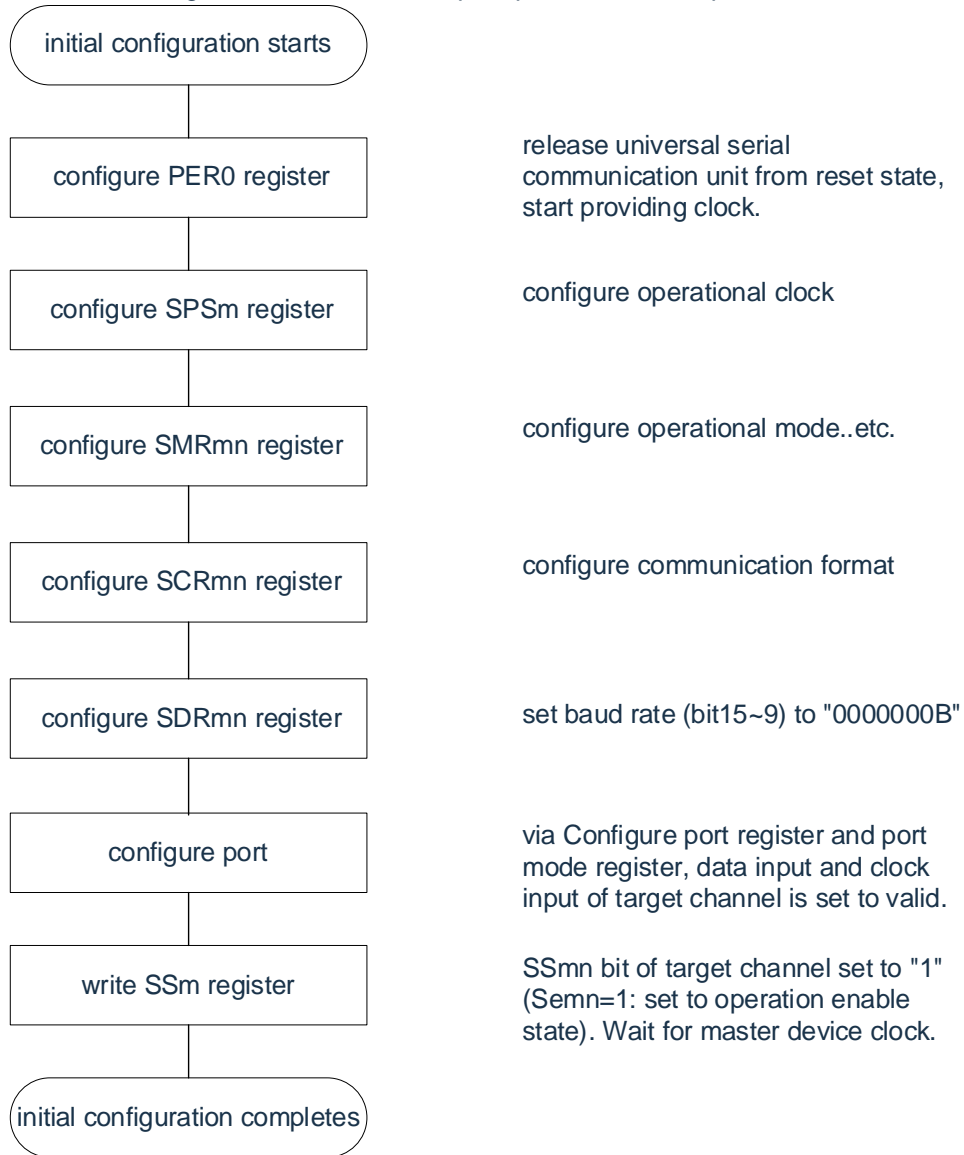 initial configuration starts
configure PER0 register
release universal serial
communication unit from reset state,
start providing clock.
configure SPSm register
configure operational clock
configure SMRmn register
configure operational mode..etc.
configure SCRmn register
configure communication format
configure SDRmn register
set baud rate (bit15~9) to "0000000B"
configure port
via Configure port register and port
mode register, data input and clock
input of target channel is set to valid.
write SSm register
SSmn bit of target channel set to "1"
(Semn=1: set to operation enable
state). Wait for master device clock.
initial configuration completes